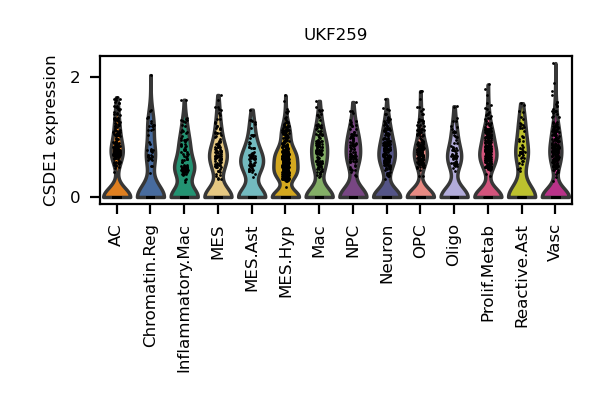 UKF259
CSDE1 expression
2
0
AC
Chromatin.Reg
Inflammatory.Mac
MES
MES.Ast
MES.Hyp
Mac
NPC
Neuron
OPC
Oligo
Prolif.Metab
Reactive.Ast
Vasc